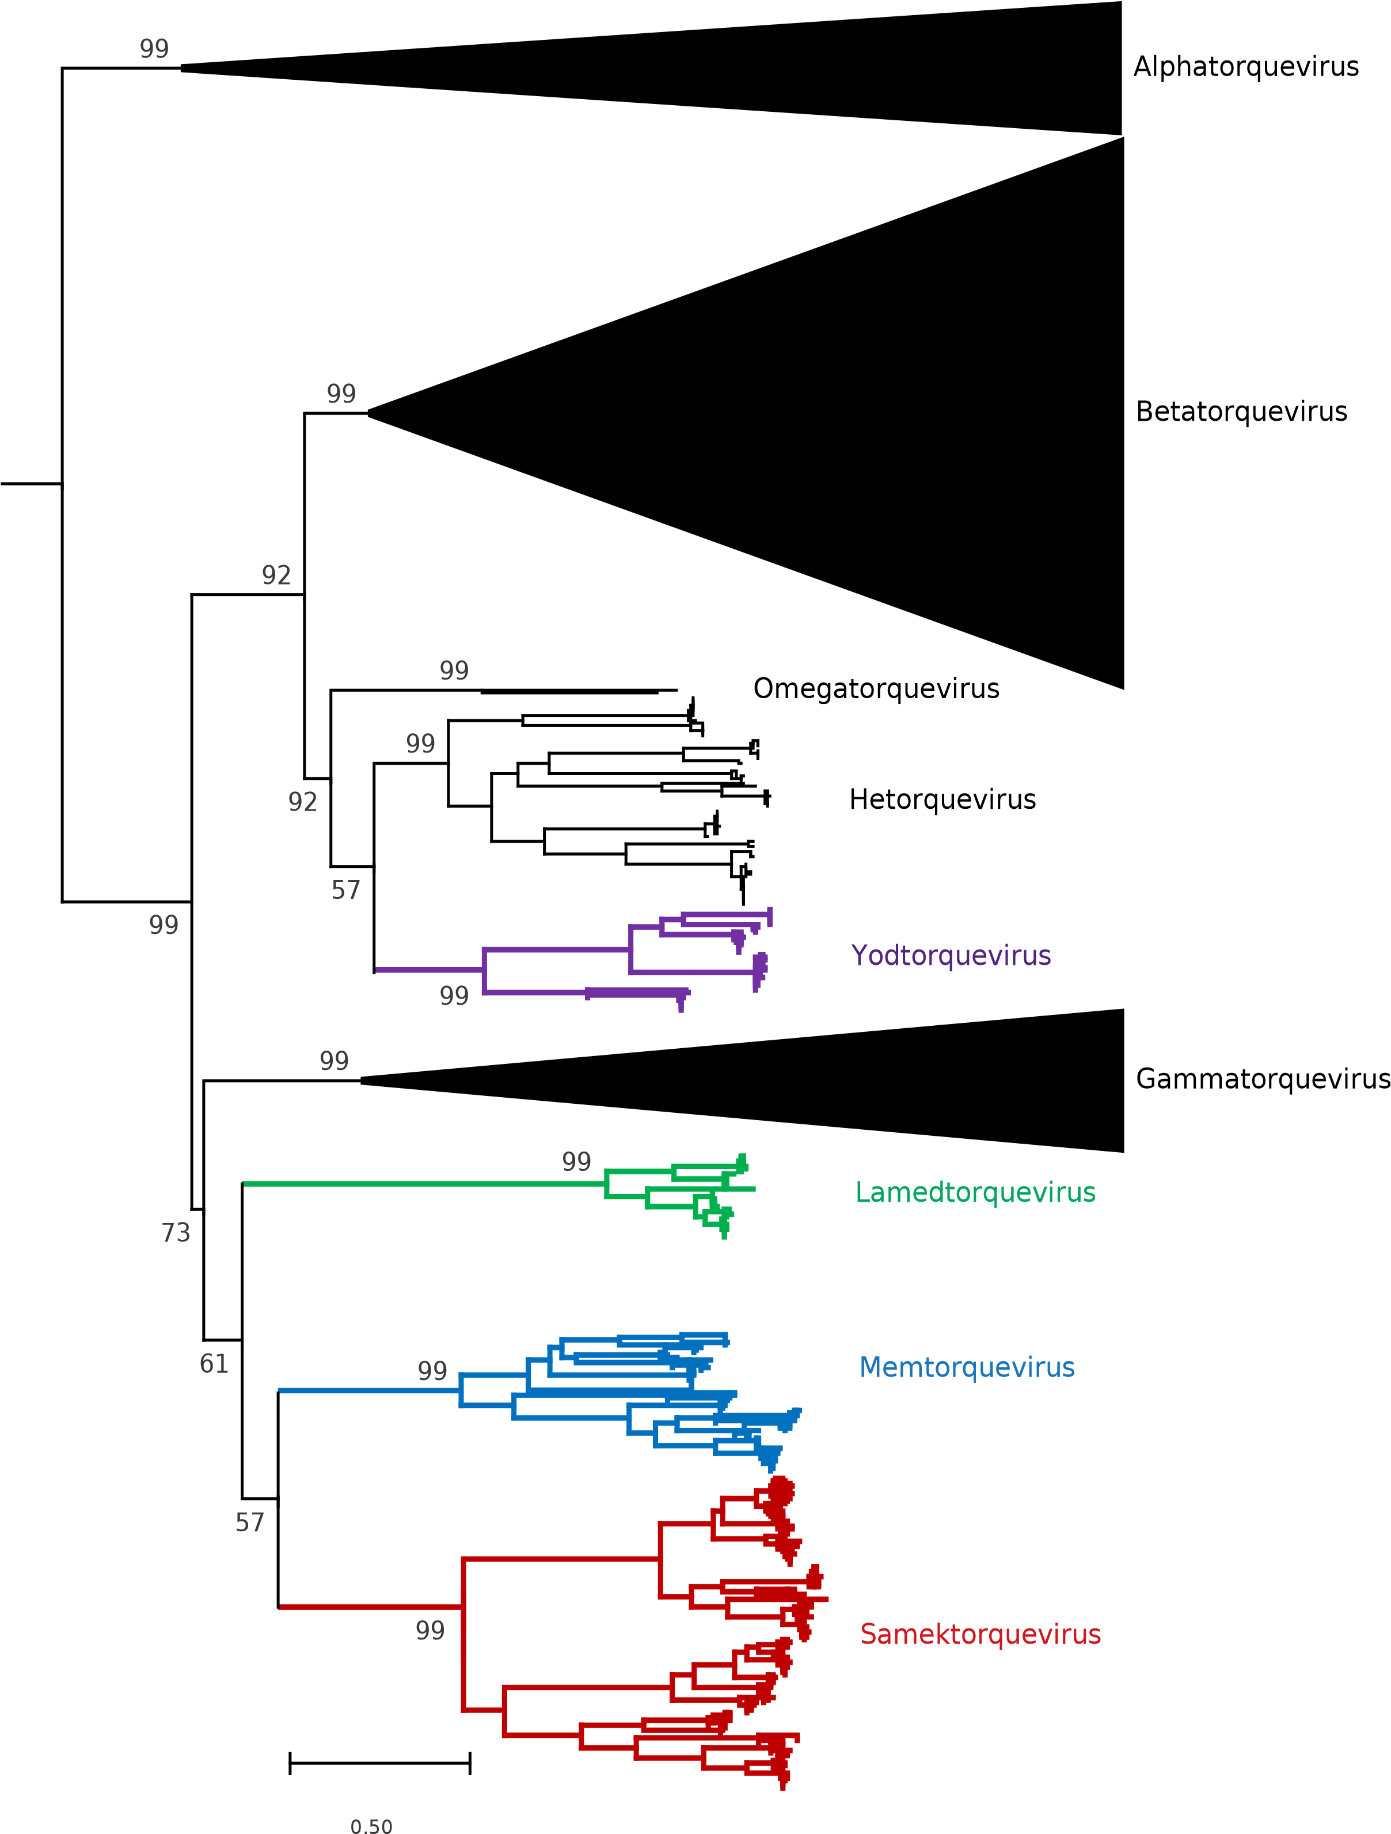 99
Alphatorquevirus
99
Betatorquevirus
92
99
Omegatorquevirus
99
92
Hetorquevirus
57
99
Yodtorquevirus
99
99
Gammatorquevirus
99
Lamedtorquevirus
73
61
99
Memtorquevirus
57
99
Samektorquevirus
0.50